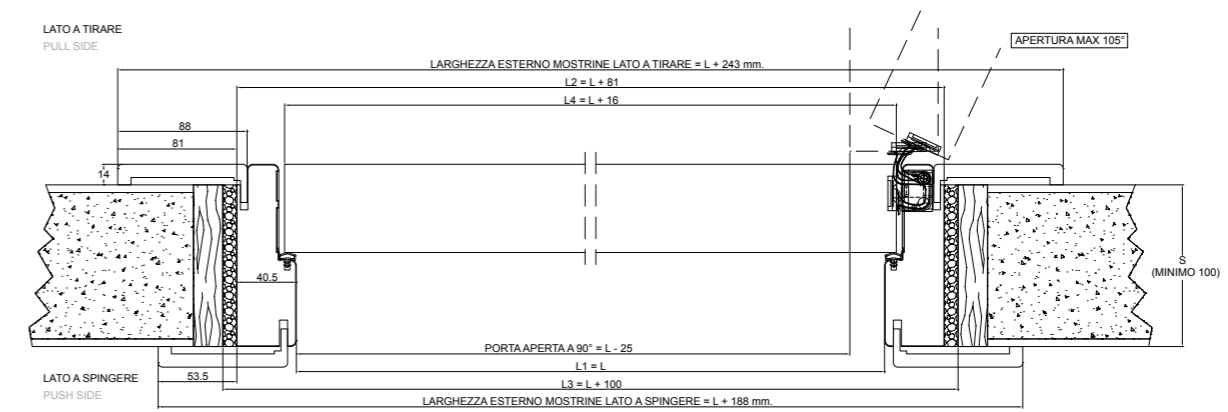 LATO A TIRARE
PULL SIDE
APERTURA MAX 105°
LARGHEZZA ESTERNO MOSTRINE LATO A TIRARE = L + 243 mm.
L2 = L + 81
L4 = L + 16
88
81
14
40.5
S
(MINIMO 100)
PORTA APERTA A 90° = L - 25
L1 = L
LATO A SPINGERE
PUSH SIDE
53.5
L3 = L + 100
LARGHEZZA ESTERNO MOSTRINE LATO A SPINGERE = L + 188 mm.